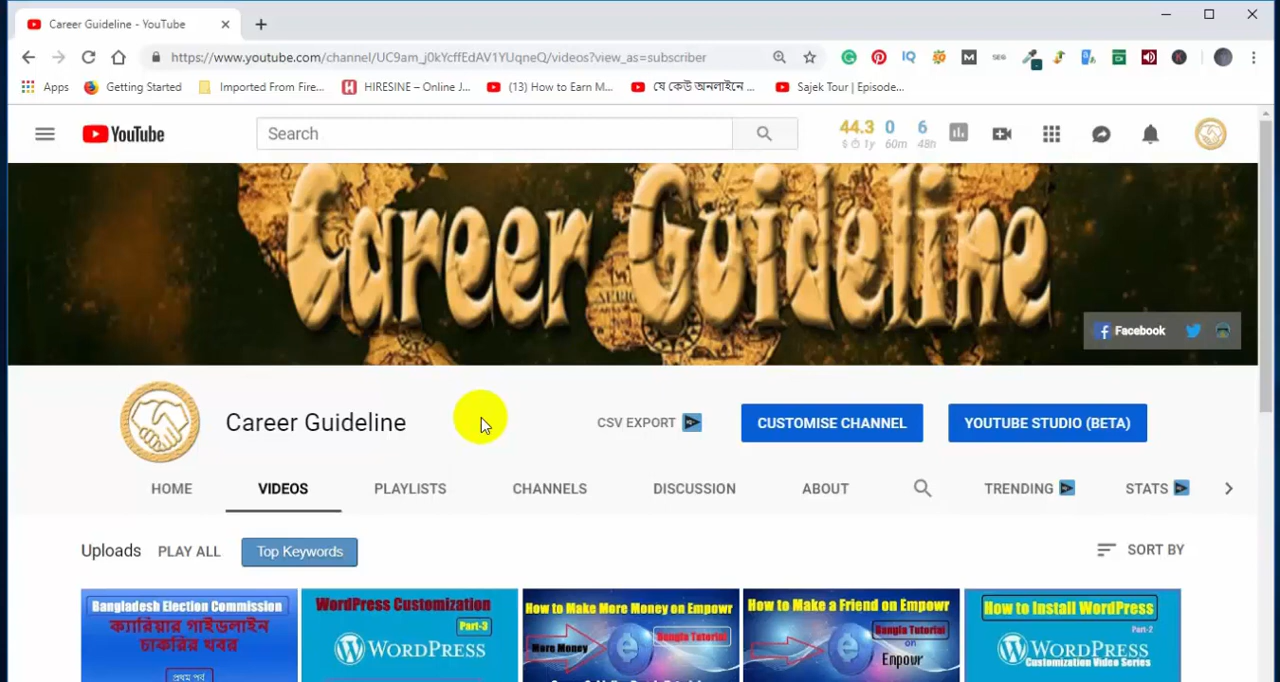 Career Guideline - YouTube
https://www.youtube.com/channel/UC9am_j0kYcffEdAV1YUqneQ/videos?view_as=subscriber
Apps Getting Started Imported From Fire... HIRESINE – Online J... (13) How to Earn M... যে কেউ অনলাইনে ... Sajek Tour | Episode...
YouTube Search 44.3 0 6
$ 1y 60m 48h
Career Guideline
Facebook
Career Guideline CSV EXPORT CUSTOMISE CHANNEL YOUTUBE STUDIO (BETA)
HOME VIDEOS PLAYLISTS CHANNELS DISCUSSION ABOUT TRENDING STATS
Uploads PLAY ALL Top Keywords SORT BY
Bangladesh Election Commission
ক্যারিয়ার গাইডলাইন
চাকরির খবর
প্রথম পর্ব
WordPress Customization
Part-3
WORDPRESS
How to Make More Money on Empowr
Bangla Tutorial
More Money
How to Make a Friend on Empowr
Bangla Tutorial
on
Empowr
How to Install WordPress
Part-2
WORDPRESS
Customization Video Series